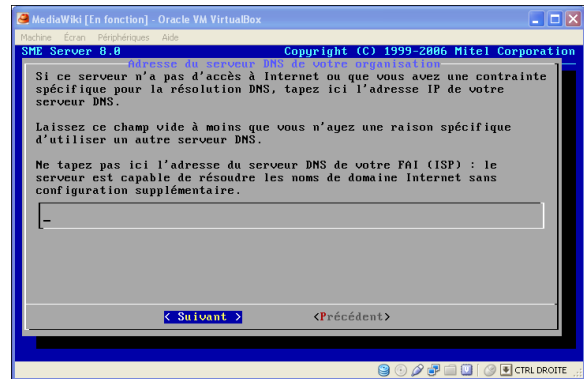 MediaWiki [En fonction] - Oracle VM VirtualBox
Machine Écran Périphériques Aide
SME Server 8.0 Copyright (C) 1999-2006 Mitel Corporation
Adresse du serveur DNS de votre organisation
Si ce serveur n'a pas d'accès à Internet ou que vous avez une contrainte
spécifique pour la résolution DNS, tapez ici l'adresse IP de votre
serveur DNS.
Laissez ce champ vide à moins que vous n'ayez une raison spécifique
d'utiliser un autre serveur DNS.
Ne tapez pas ici l'adresse du serveur DNS de votre FAI (ISP) : le
serveur est capable de résoudre les noms de domaine Internet sans
configuration supplémentaire.
< Suivant > <Précédent>
CTRL DROITE